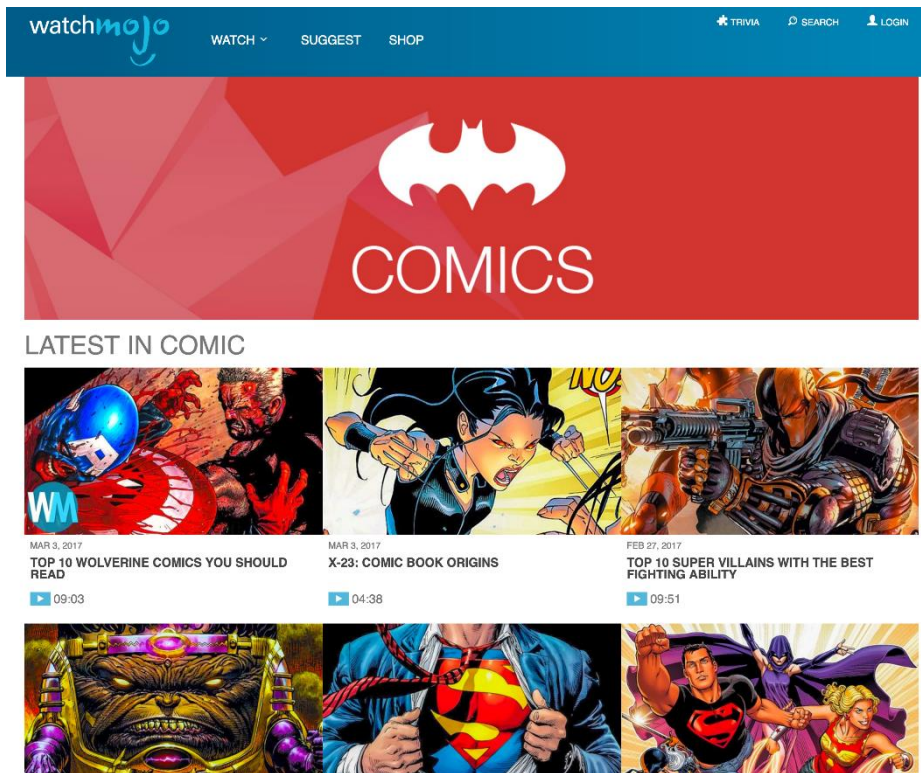 watchmojo
WATCH SUGGEST SHOP
TRIVIA SEARCH LOGIN
COMICS
LATEST IN COMIC
NO
WM
MAR 3, 2017
TOP 10 WOLVERINE COMICS YOU SHOULD
READ
09:03
MAR 3, 2017
X-23: COMIC BOOK ORIGINS
04:38
FEB 27, 2017
TOP 10 SUPER VILLAINS WITH THE BEST
FIGHTING ABILITY
09:51